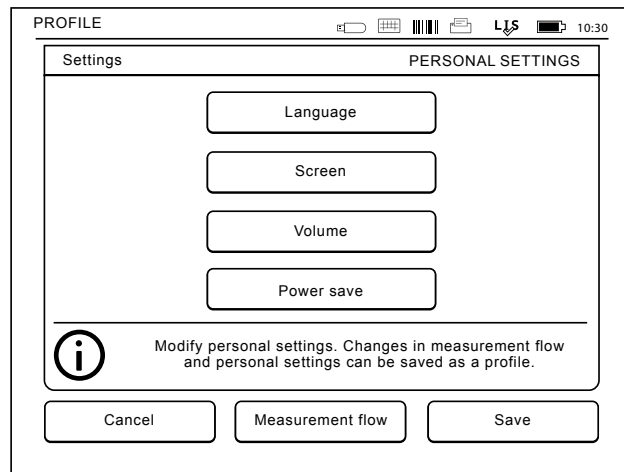 PROFILE LIS 10:30
Settings PERSONAL SETTINGS
Language
Screen
Volume
Power save
Modify personal settings. Changes in measurement flow
and personal settings can be saved as a profile.
Cancel Measurement flow Save